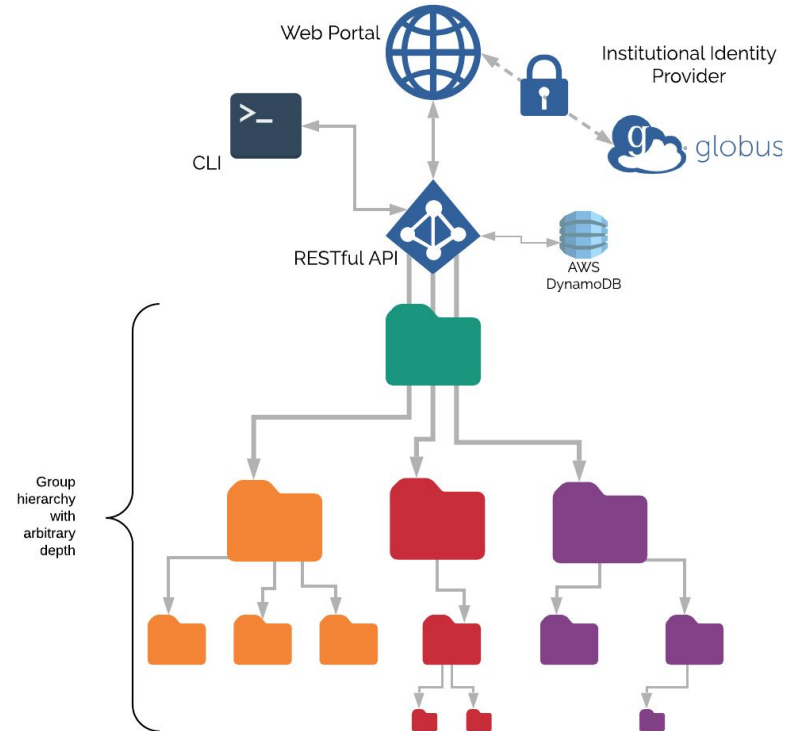 Web Portal
Institutional Identity
Provider
g globus
>_
CLI
RESTful API
AWS
DynamoDB
Group
hierarchy
with
arbitrary
depth